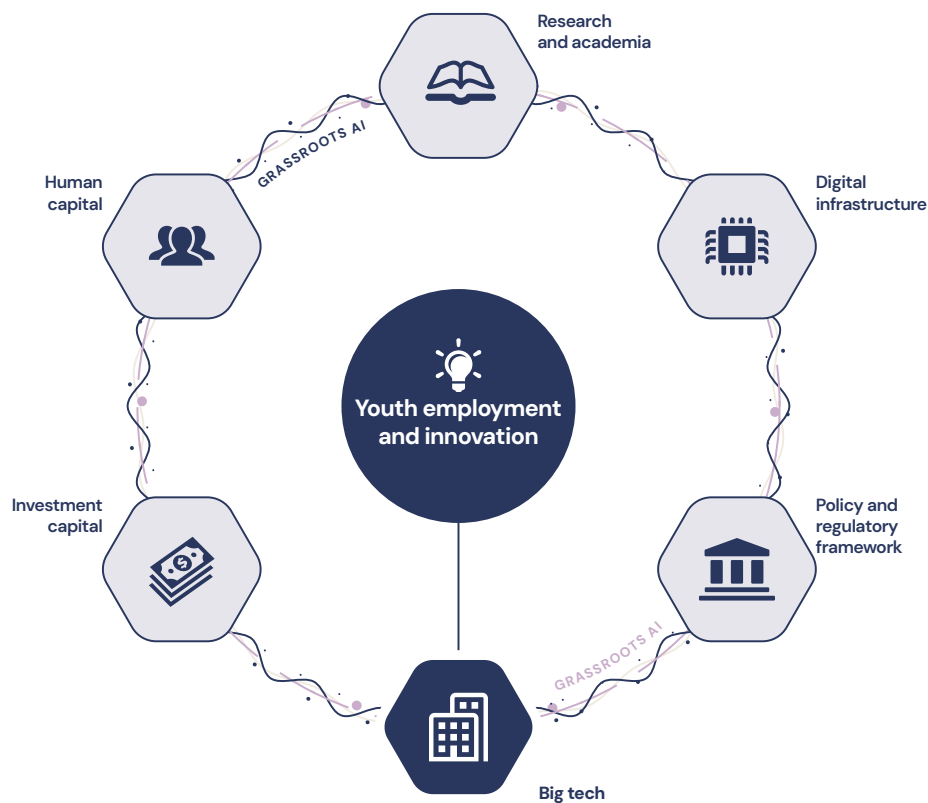 Research
and academia
GRASSROOTS AI
Human
capital
Digital
infrastructure
Youth employment
and innovation
Investment
capital
$
Policy and
regulatory
framework
GRASSROOTS AI
Big tech